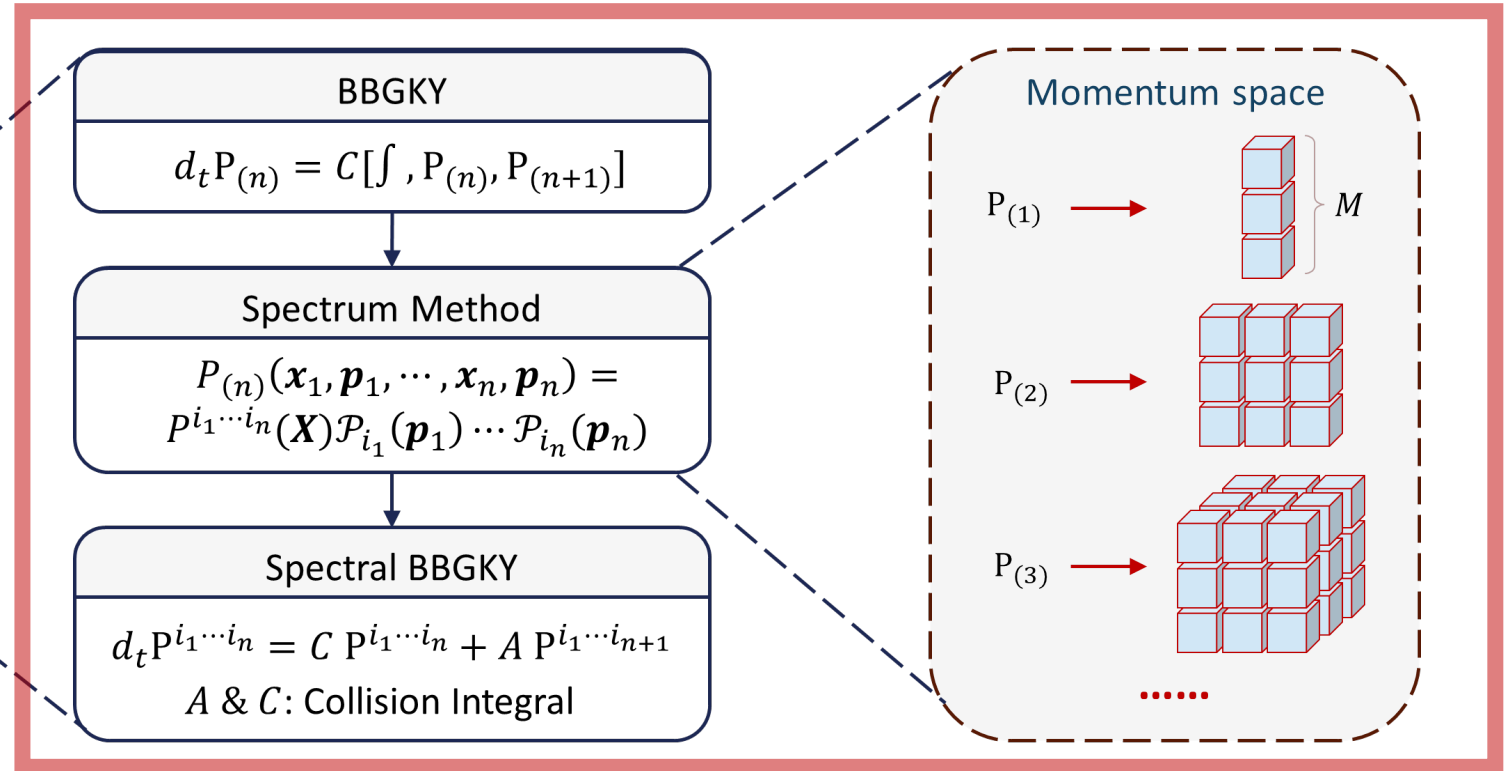 BBGKY
d_t P_(n) = C[∫ , P_(n), P_(n+1)]
Spectrum Method
P_(n)(x_1, p_1, ⋯ , x_n, p_n) =
P^{i_1⋯i_n}(X)𝒫_{i_1}(p_1) ⋯ 𝒫_{i_n}(p_n)
Spectral BBGKY
d_t P^{i_1⋯i_n} = C P^{i_1⋯i_n} + A P^{i_1⋯i_{n+1}}
A & C: Collision Integral
Momentum space
P_(1)
M
P_(2)
P_(3)
......